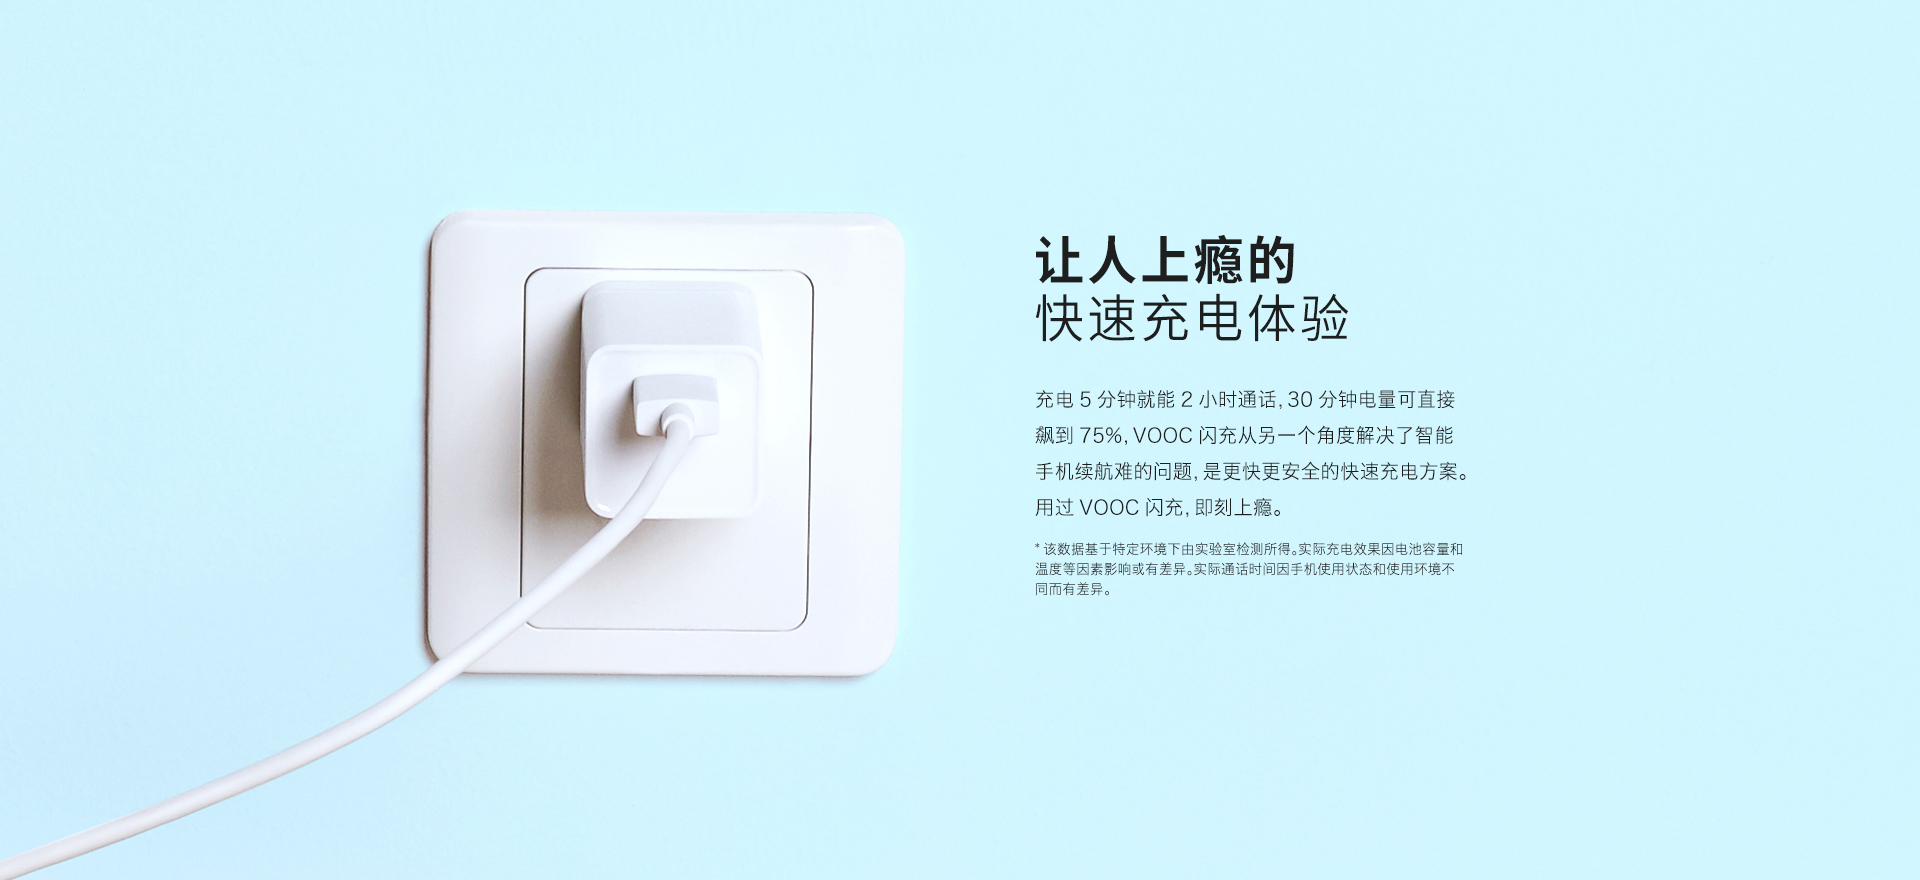 让人上瘾的
快速充电体验
充电 5 分钟就能 2 小时通话, 30 分钟电量可直接
飙到 75%, VOOC 闪充从另一个角度解决了智能
手机续航难的问题, 是更快更安全的快速充电方案。
用过 VOOC 闪充, 即刻上瘾。
* 该数据基于特定环境下由实验室检测所得。实际充电效果因电池容量和
温度等因素影响或有差异。实际通话时间因手机使用状态和使用环境不
同而有差异。